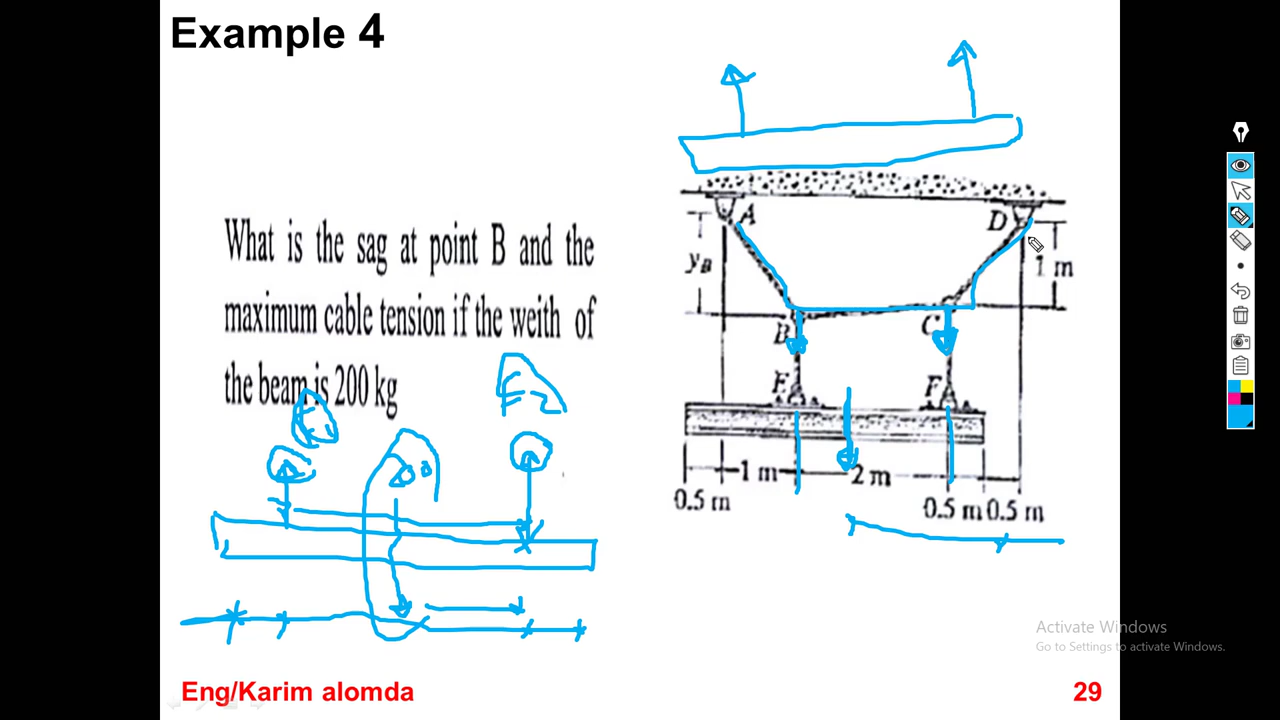 Example 4
What is the sag at point B and the
maximum cable tension if the weith of
the beam is 200 kg
A
D
yB
1 m
B
C
E
F
1 m
2 m
0.5 m
0.5 m 0.5 m
Activate Windows
Go to Settings to activate Windows.
Eng/Karim alomda
29